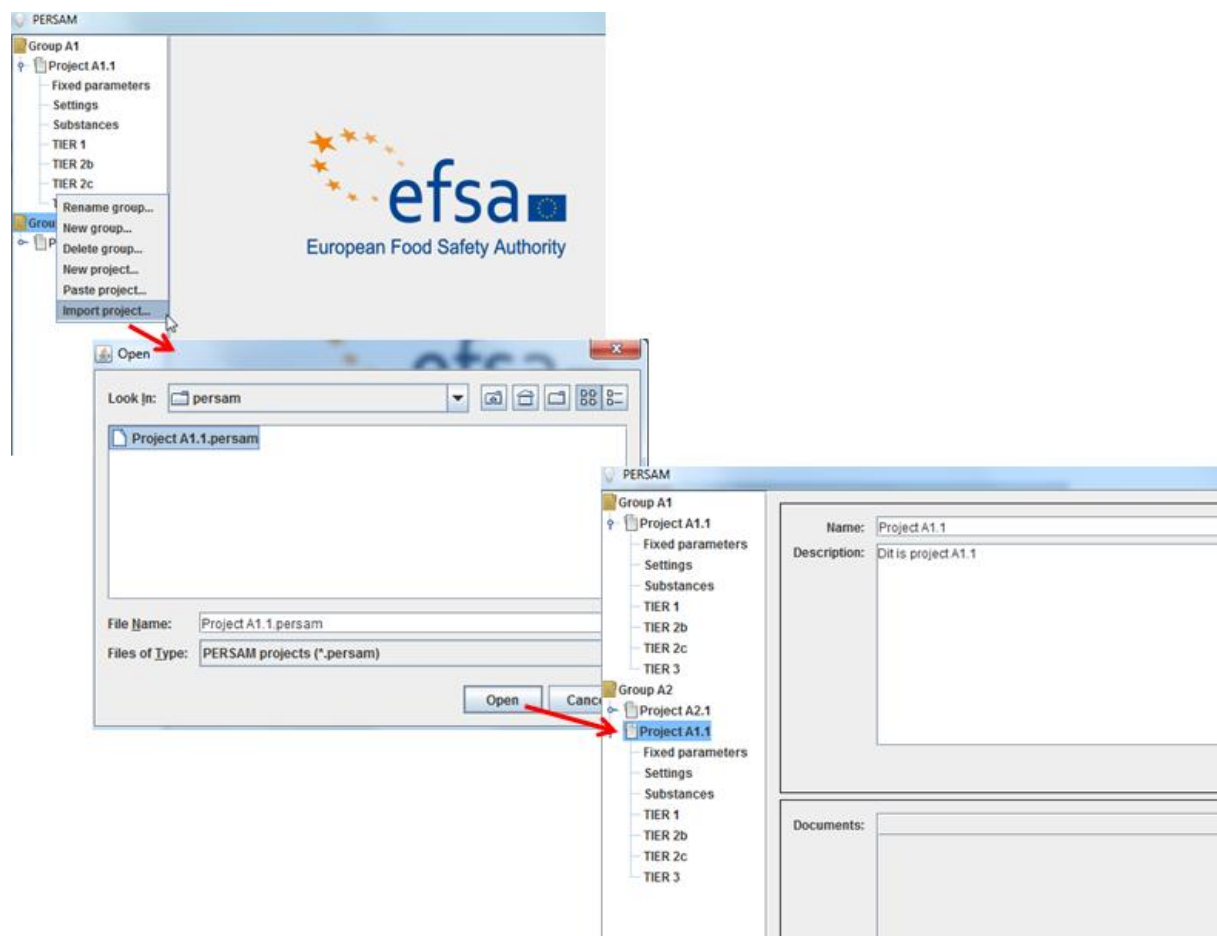 PERSAM
Group A1
Project A1.1
Fixed parameters
Settings
Substances
TIER 1
TIER 2b
TIER 2c
Rename group...
New group...
Delete group...
New project...
Paste project...
Import project...
efsa
European Food Safety Authority
Open
Look In: persam
Project A1.1.persam
File Name: Project A1.1.persam
Files of Type: PERSAM projects (*.persam)
Open
PERSAM
Group A1
Project A1.1
Fixed parameters
Settings
Substances
TIER 1
TIER 2b
TIER 2c
TIER 3
Group A2
Project A2.1
Project A1.1
Fixed parameters
Settings
Substances
TIER 1
TIER 2b
TIER 2c
TIER 3
Name: Project A1.1
Description: Dit is project A1.1
Documents: